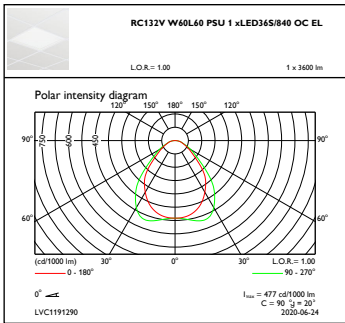 RC132V W60L60 PSU 1 xLED36S/840 OC EL
L.O.R.= 1.00 1 x 3600 lm
Polar intensity diagram
120° 150° 180° 150° 120°
90° 750 600 450 90°
60° 60°
(cd/1000 lm) 30° 0° 30° L.O.R.= 1.00
0 - 180° 90 - 270°
0° Imax = 477 cd/1000 lm
C = 90 °g = 20°
LVC1191290 2020-06-24